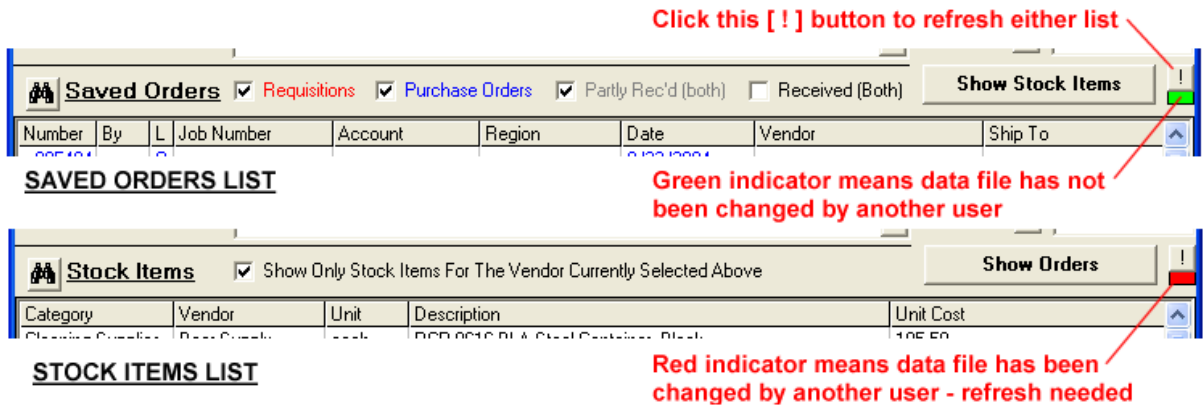 Click this [ ! ] button to refresh either list
Saved Orders Requisitions Purchase Orders Partly Rec'd (both) Received (Both) Show Stock Items !
Number By L Job Number Account Region Date Vendor Ship To
SAVED ORDERS LIST
Green indicator means data file has not
been changed by another user
Stock Items Show Only Stock Items For The Vendor Currently Selected Above Show Orders !
Category Vendor Unit Description Unit Cost
STOCK ITEMS LIST
Red indicator means data file has been
changed by another user - refresh needed